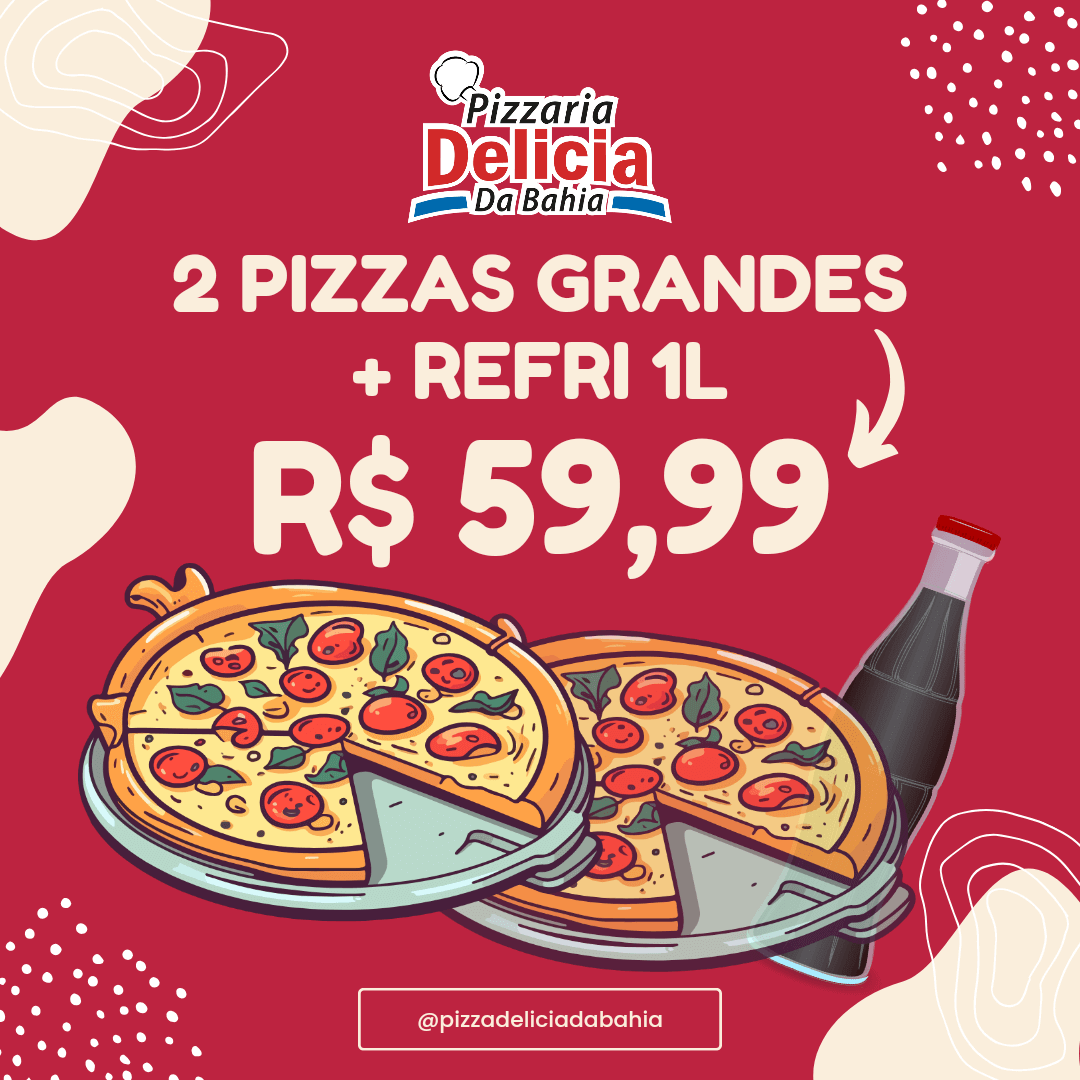 Pizzaria
Delicia
Da Bahia
2 PIZZAS GRANDES
+ REFRI 1L
R$ 59,99
@pizzadeliciadabahia